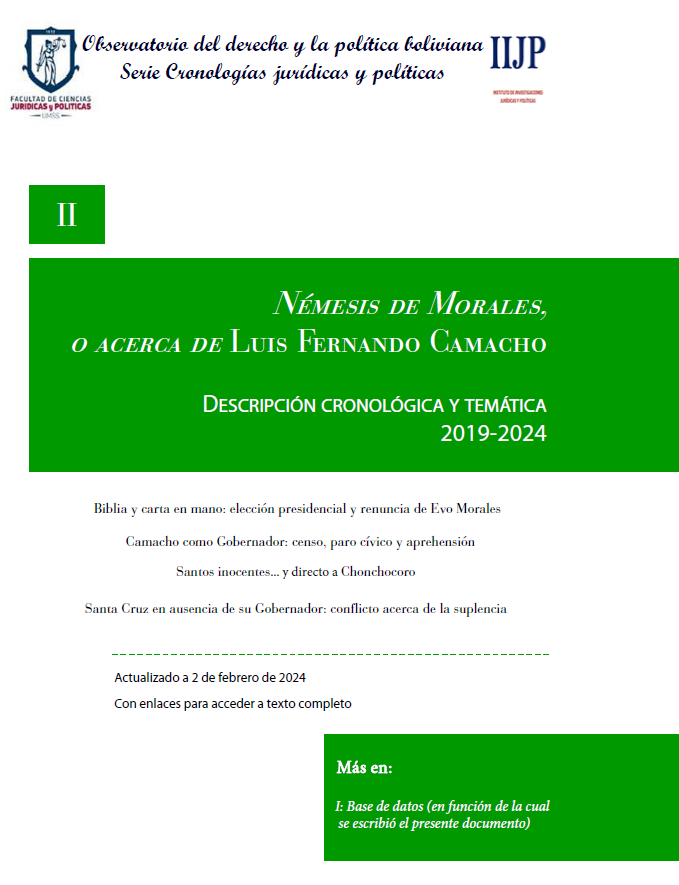 Observatorio del derecho y la política boliviana
Serie Cronologías jurídicas y políticas
IIJP
INSTITUTO DE INVESTIGACIONES
JURÍDICAS Y POLÍTICAS
FACULTAD DE CIENCIAS
JURIDICAS y POLITICAS
UMSS
II
Némesis de Morales,
o acerca de Luis Fernando Camacho
Descripción cronológica y temática
2019-2024
Biblia y carta en mano: elección presidencial y renuncia de Evo Morales
Camacho como Gobernador: censo, paro cívico y aprehensión
Santos inocentes... y directo a Chonchocoro
Santa Cruz en ausencia de su Gobernador: conflicto acerca de la suplencia
Actualizado a 2 de febrero de 2024
Con enlaces para acceder a texto completo
Más en:
I: Base de datos (en función de la cual
se escribió el presente documento)